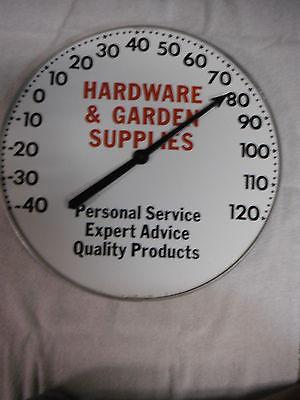 -40
-30
-20
-10
0
10
20
30
40
50
60
70
80
90
100
110
120
HARDWARE
& GARDEN
SUPPLIES
Personal Service
Expert Advice
Quality Products